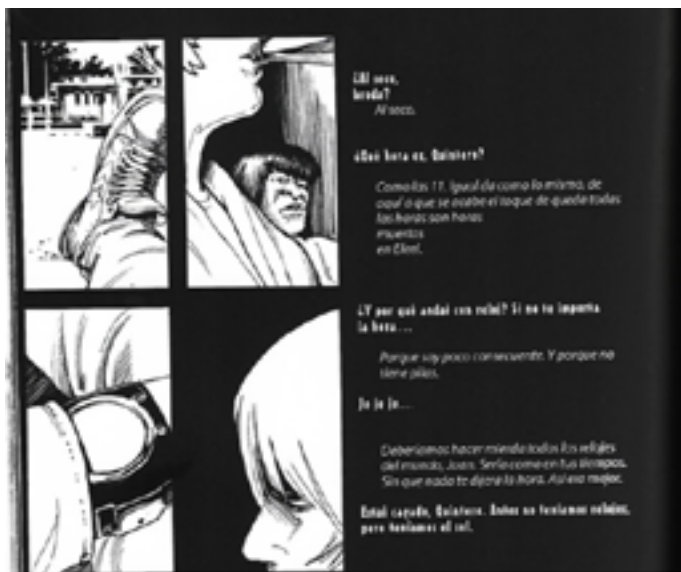 ¿Al seco,
Al seco.
¿Qué hora es, Quintero?
Como las 11. Igual da como lo mismo, de
aquí a que se acabe el toque de queda todas
las horas son horas
muertas
en
¿Y por qué andai con reloj? Si no te importa
la hora...
Porque soy poco consecuente. Y porque no
tiene pilas.
Ja ja ja...
Deberíamos hacer mierda todos los relojes
del mundo, Juan. Sería como en tus tiempos.
Sin que nada te dijera la hora. Así era mejor.
Estai cagado, Quintero. Antes no teníamos relojes,
pero teníamos el sol.